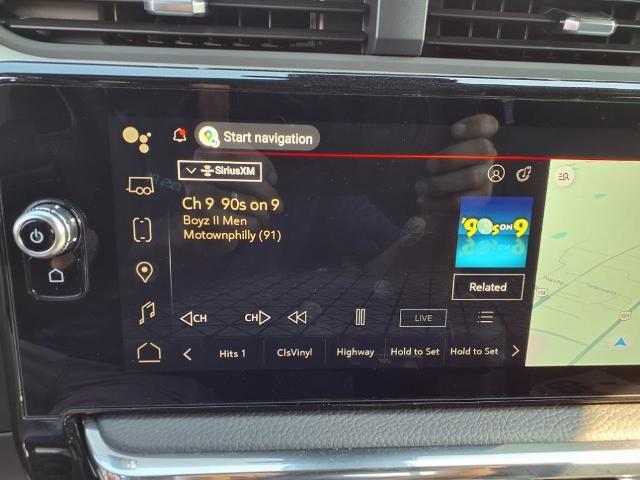 Start navigation
SiriusXM
Ch 9 90s on 9
Boyz II Men
Motownphilly (91)
'90s ON 9
Related
CH CH LIVE
Hits 1 ClsVinyl Highway Hold to Set Hold to Set